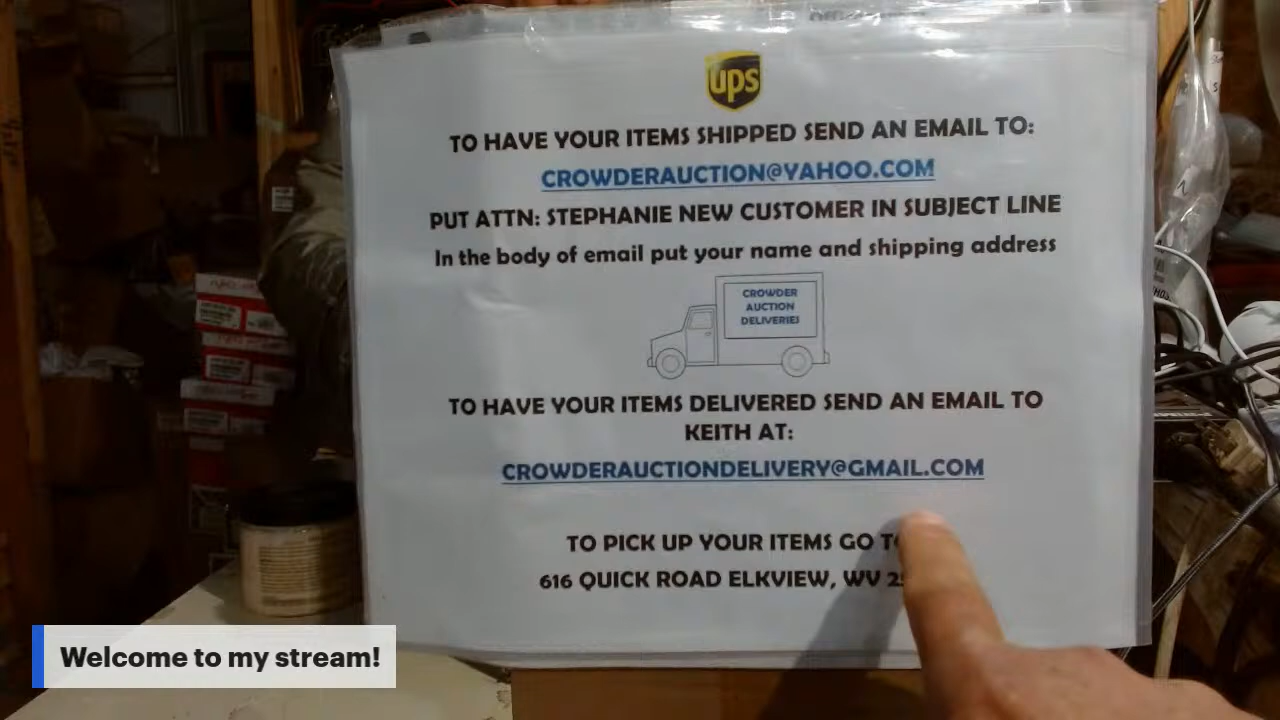 ups
TO HAVE YOUR ITEMS SHIPPED SEND AN EMAIL TO:
CROWDERAUCTION@YAHOO.COM
PUT ATTN: STEPHANIE NEW CUSTOMER IN SUBJECT LINE
In the body of email put your name and shipping address
CROWDER
AUCTION
DELIVERIES
TO HAVE YOUR ITEMS DELIVERED SEND AN EMAIL TO
KEITH AT:
CROWDERAUCTIONDELIVERY@GMAIL.COM
TO PICK UP YOUR ITEMS GO
616 QUICK ROAD ELKVIEW, WV
Welcome to my stream!